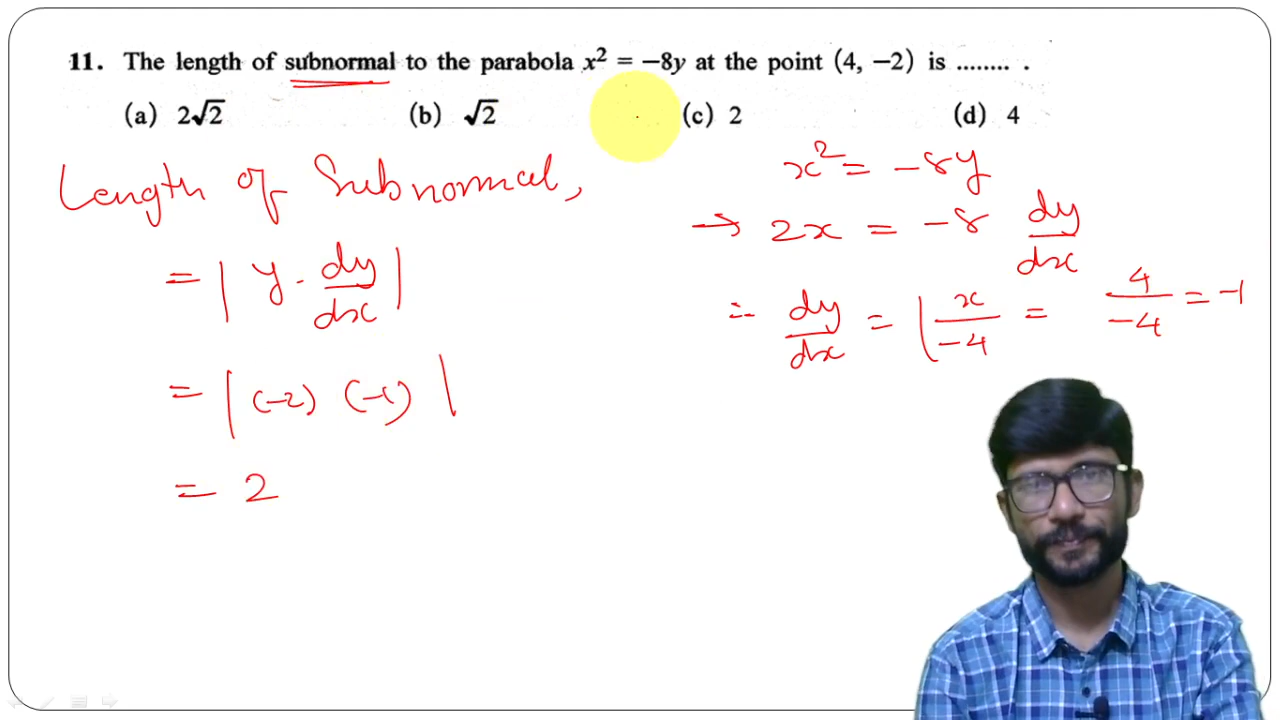 11. The length of subnormal to the parabola x² = −8y at the point (4, −2) is ........ .
(a) 2√2 (b) √2 (c) 2 (d) 4
Length of Subnormal,
= | y · dy/dx |
= | (−2) (−1) |
= 2
x² = −8y
→ 2x = −8 dy/dx
∴ dy/dx = | x/−4 = 4/−4 = −1